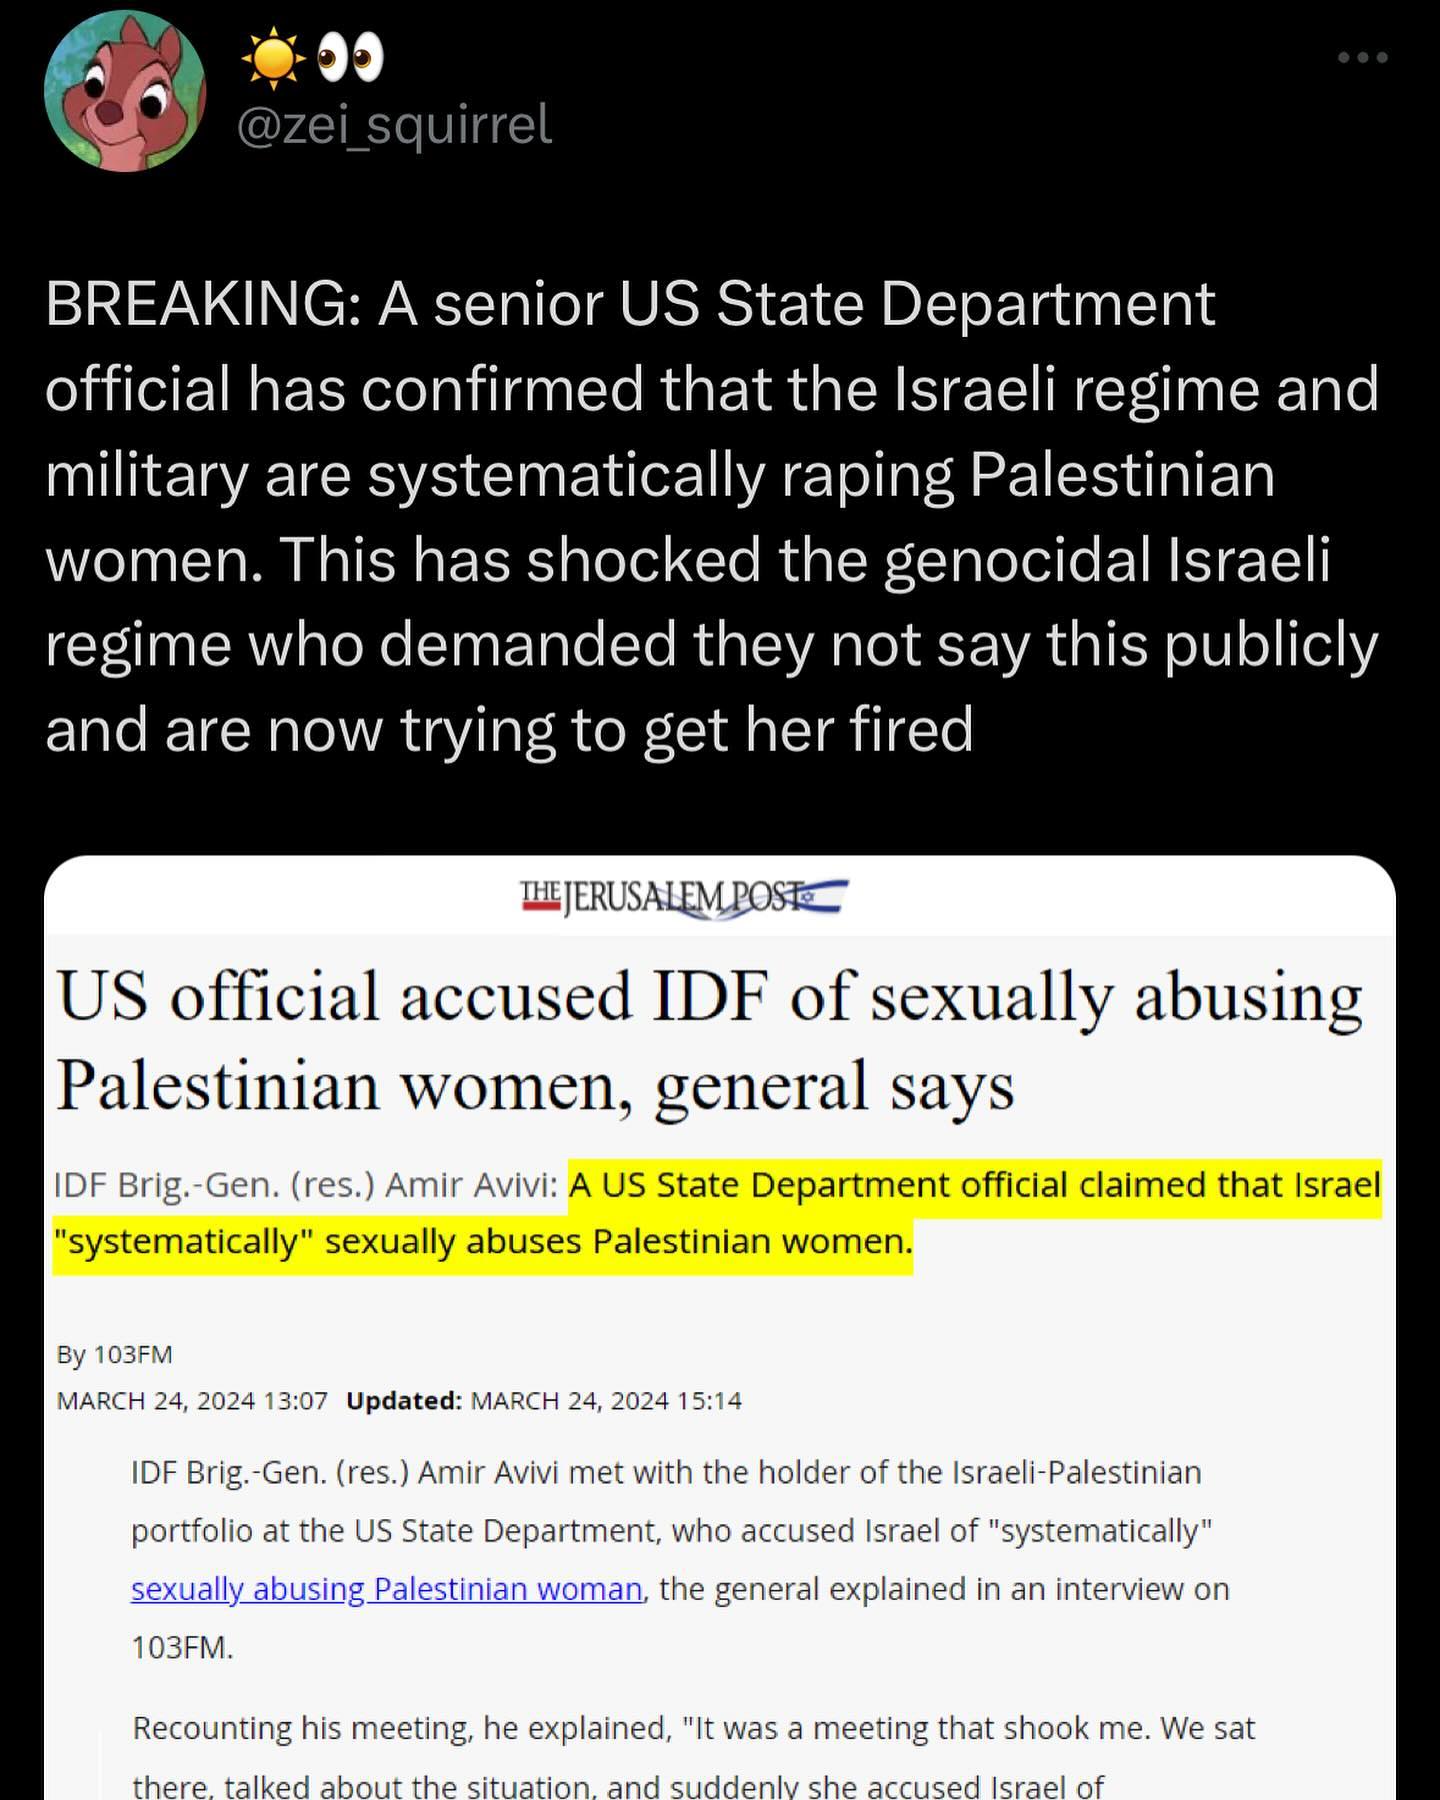 ☀️👀
@zei_squirrel
BREAKING: A senior US State Department
official has confirmed that the Israeli regime and
military are systematically raping Palestinian
women. This has shocked the genocidal Israeli
regime who demanded they not say this publicly
and are now trying to get her fired
THE JERUSALEM POST
US official accused IDF of sexually abusing
Palestinian women, general says
IDF Brig.-Gen. (res.) Amir Avivi: A US State Department official claimed that Israel
"systematically" sexually abuses Palestinian women.
By 103FM
MARCH 24, 2024 13:07 Updated: MARCH 24, 2024 15:14
IDF Brig.-Gen. (res.) Amir Avivi met with the holder of the Israeli-Palestinian
portfolio at the US State Department, who accused Israel of "systematically"
sexually abusing Palestinian woman, the general explained in an interview on
103FM.
Recounting his meeting, he explained, "It was a meeting that shook me. We sat
there, talked about the situation, and suddenly she accused Israel of